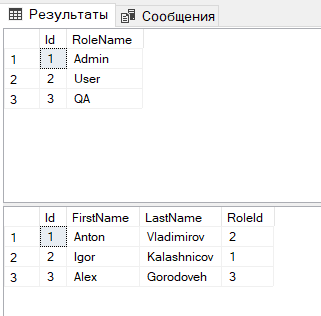 Результаты Сообщения
Id RoleName
1 1 Admin
2 2 User
3 3 QA
Id FirstName LastName RoleId
1 1 Anton Vladimirov 2
2 2 Igor Kalashnicov 1
3 3 Alex Gorodoveh 3